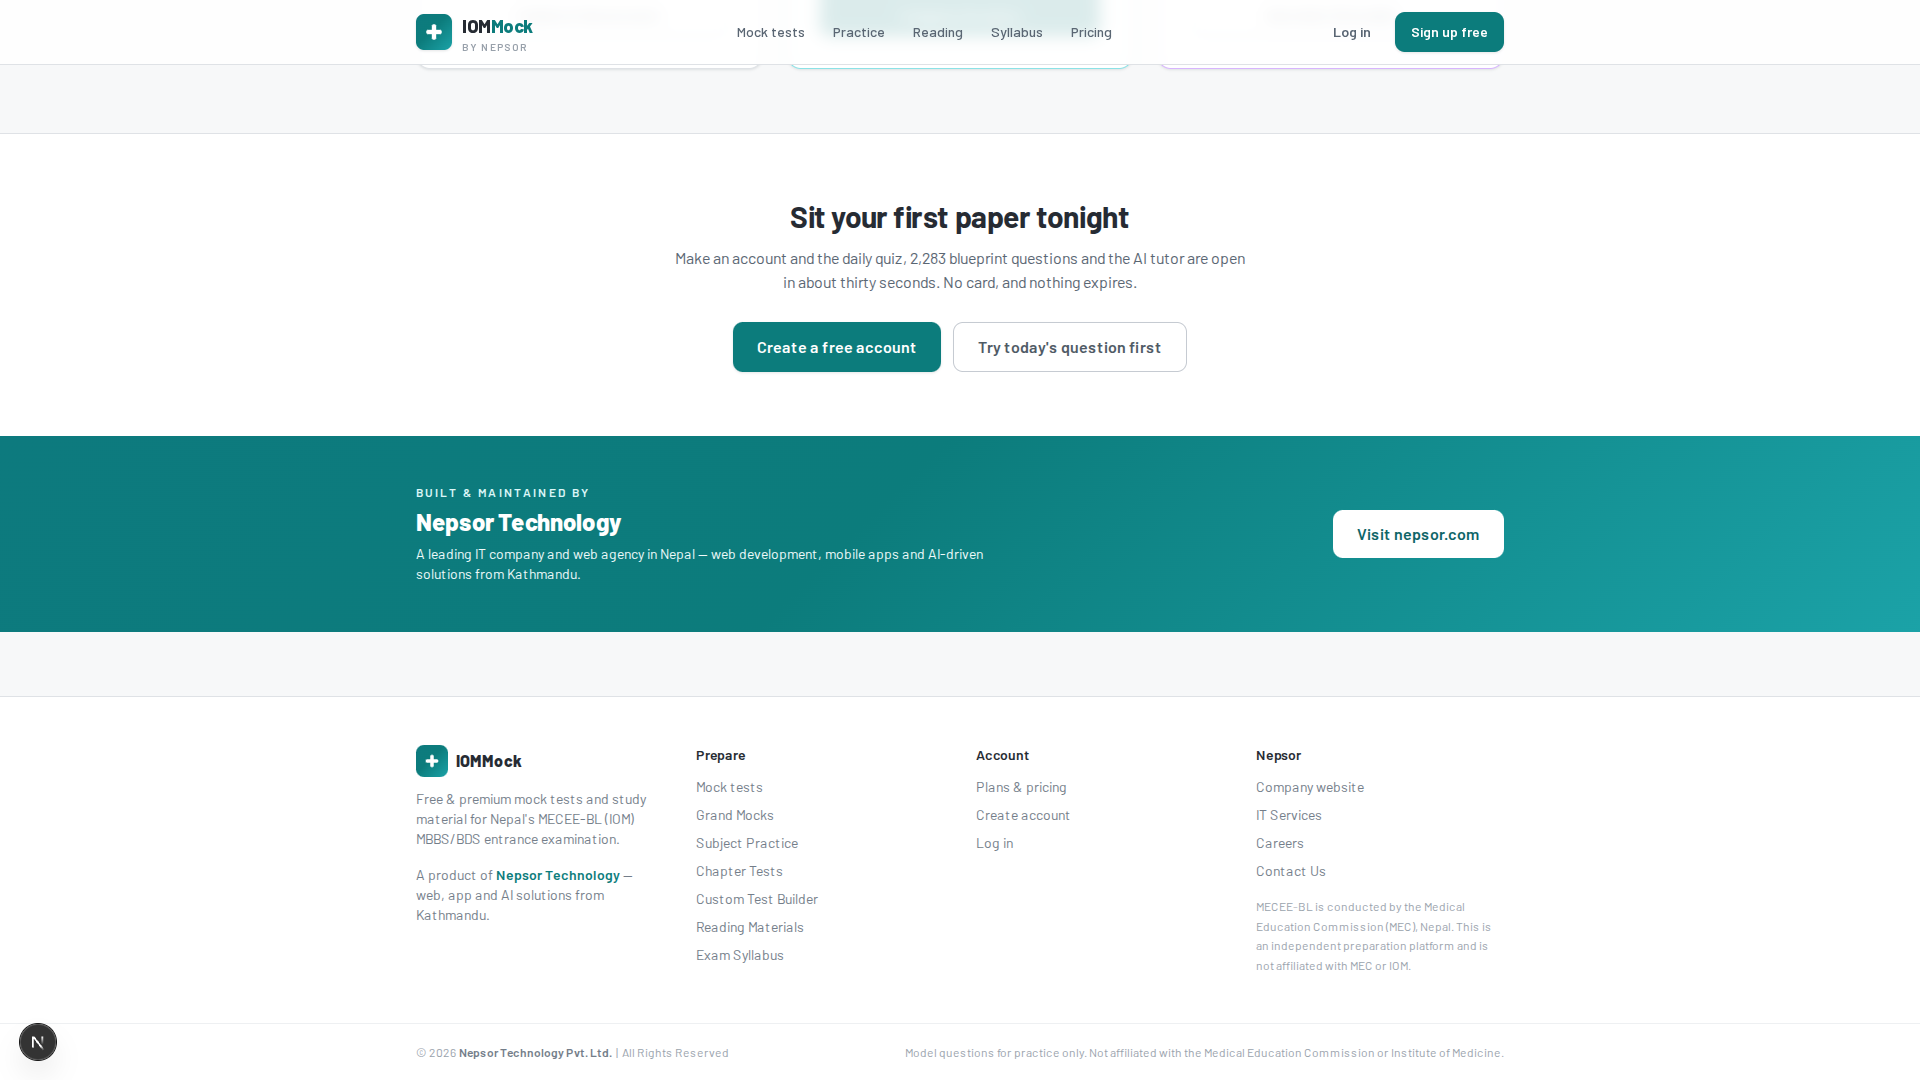 IOMMock
BY NEPSOR
Mock tests
Practice
Reading
Syllabus
Pricing
Log in
Sign up free
Sit your first paper tonight
Make an account and the daily quiz, 2,283 blueprint questions and the AI tutor are open
in about thirty seconds. No card, and nothing expires.
Create a free account
Try today's question first
BUILT & MAINTAINED BY
Nepsor Technology
A leading IT company and web agency in Nepal — web development, mobile apps and AI-driven
solutions from Kathmandu.
Visit nepsor.com
IOMMock
Free & premium mock tests and study
material for Nepal's MECEE-BL (IOM)
MBBS/BDS entrance examination.
A product of Nepsor Technology —
web, app and AI solutions from
Kathmandu.
Prepare
Mock tests
Grand Mocks
Subject Practice
Chapter Tests
Custom Test Builder
Reading Materials
Exam Syllabus
Account
Plans & pricing
Create account
Log in
Nepsor
Company website
IT Services
Careers
Contact Us
MECEE-BL is conducted by the Medical
Education Commission (MEC), Nepal. This is
an independent preparation platform and is
not affiliated with MEC or IOM.
N
© 2026 Nepsor Technology Pvt. Ltd. | All Rights Reserved
Model questions for practice only. Not affiliated with the Medical Education Commission or Institute of Medicine.